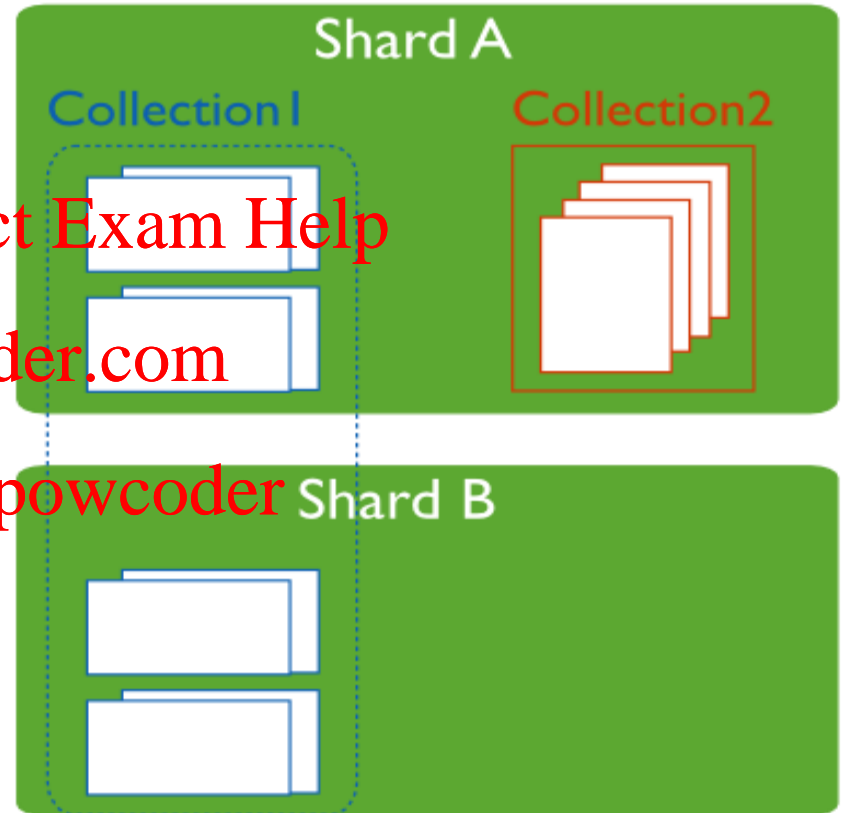 Shard A
Collection1 Collection2
ct Exam Help
der.com
powcoder
Shard B